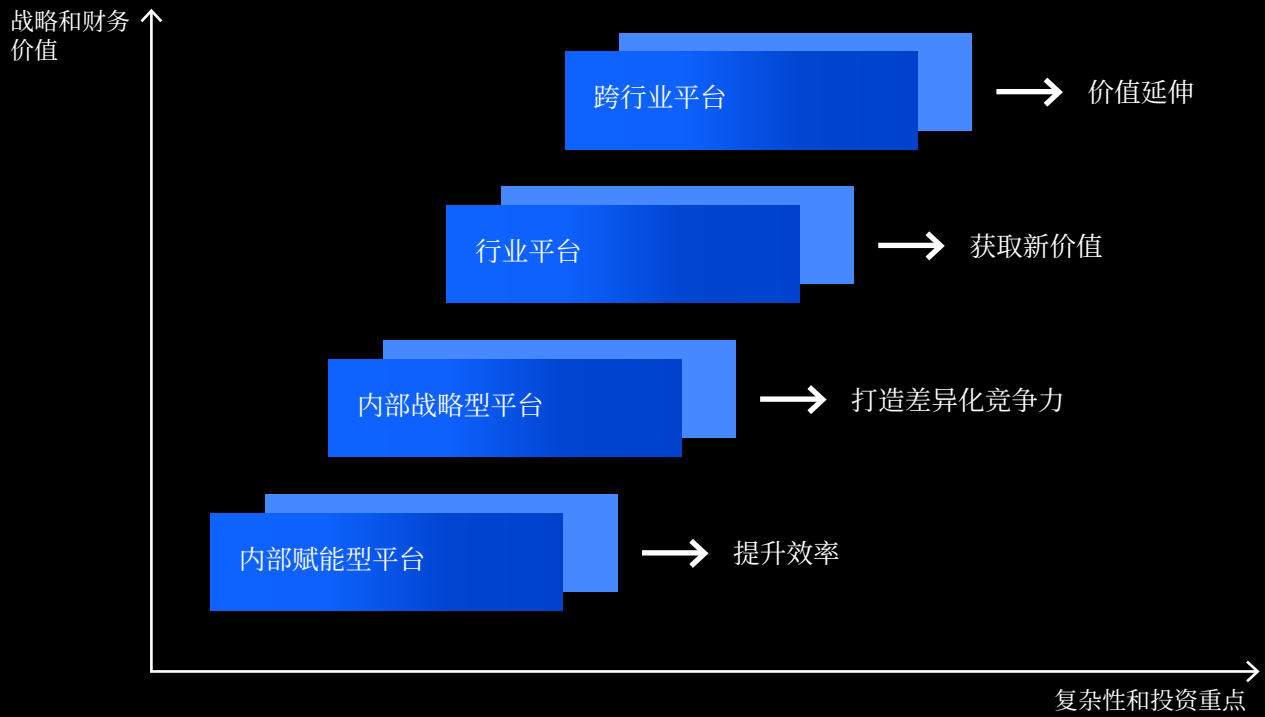 战略和财务
价值
跨行业平台
价值延伸
行业平台
获取新价值
内部战略型平台
打造差异化竞争力
内部赋能型平台
提升效率
复杂性和投资重点